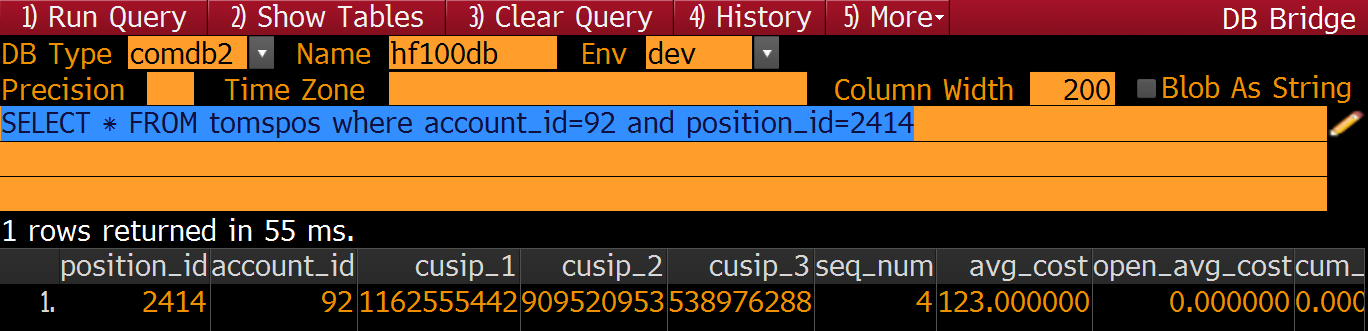 1) Run Query 2) Show Tables 3) Clear Query 4) History 5) More DB Bridge
DB Type comdb2 Name hf100db Env dev
Precision Time Zone Column Width 200 Blob As String
SELECT * FROM tomspos where account_id=92 and position_id=2414
1 rows returned in 55 ms.
position_id account_id cusip_1 cusip_2 cusip_3 seq_num avg_cost open_avg_cost cum_
1. 2414 92 1162555442 909520953 538976288 4 123.000000 0.000000 0.000